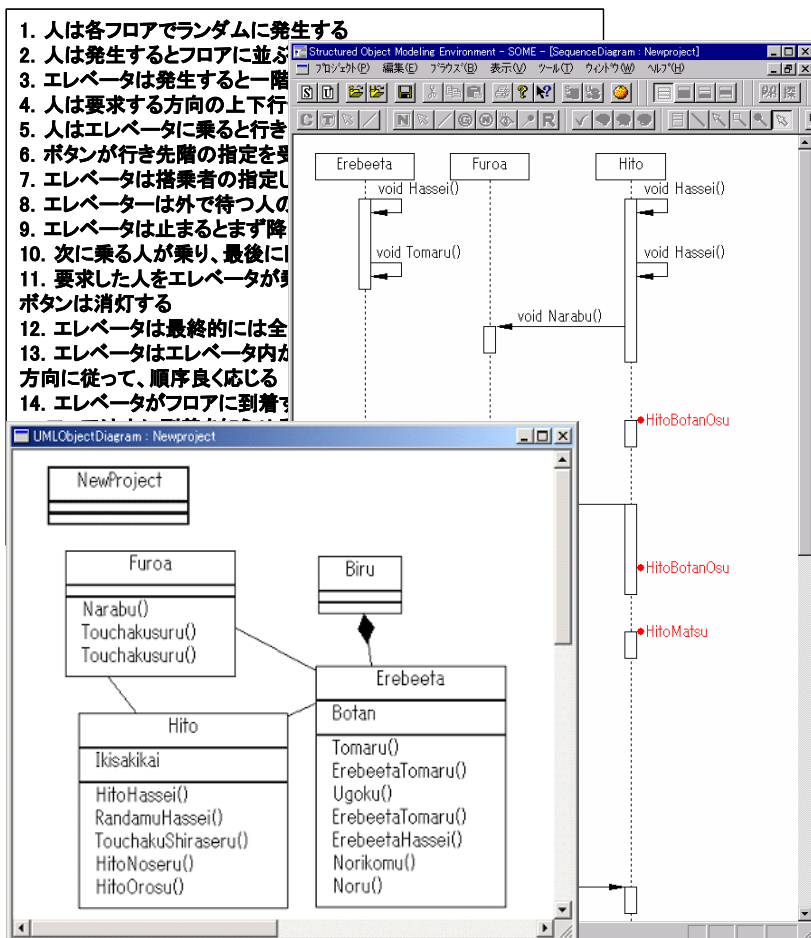 1. 人は各フロアでランダムに発生する
2. 人は発生するとフロアに並ぶ
3. エレベータは発生すると一階
4. 人は要求する方向の上下行
5. 人はエレベータに乗ると行き
6. ボタンが行き先階の指定を受
7. エレベータは搭乗者の指定し
8. エレベーターは外で待つ人の
9. エレベータは止まるとまず降
10. 次に乗る人が乗り、最後に
11. 要求した人をエレベータが乗
ボタンは消灯する
12. エレベータは最終的には全
13. エレベータはエレベータ内か
方向に従って、順序良く応じる
14. エレベータがフロアに到着す
Structured Object Modeling Environment - SOME - [SequenceDiagram : Newproject]
プロジェクト(P) 編集(E) ブラウズ(B) 表示(V) ツール(T) ウィンドウ(W) ヘルプ(H)
Erebeeta Furoa Hito
void Hassei() void Hassei()
void Tomaru() void Hassei()
void Narabu()
HitoBotanOsu
HitoBotanOsu
HitoMatsu
UMLObjectDiagram : Newproject
NewProject
Furoa
Narabu()
Touchakusuru()
Touchakusuru()
Biru
Hito
Ikisakikai
HitoHassei()
RandamuHassei()
TouchakuShiraseru()
HitoNoseru()
HitoOrosu()
Erebeeta
Botan
Tomaru()
ErebeetaTomaru()
Ugoku()
ErebeetaTomaru()
ErebeetaHassei()
Norikomu()
Noru()